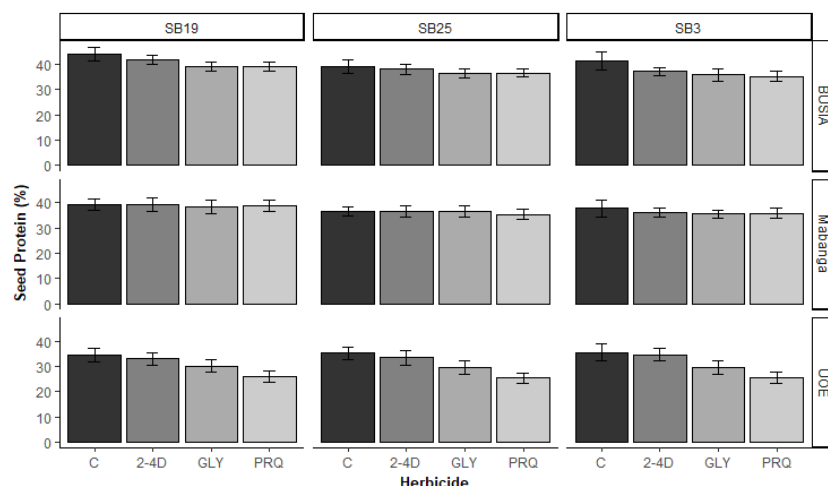 SB19 SB25 SB3
40
30
20
10
0
BUSIA
40
30
20
10
0
Mabanga
40
30
20
10
0
UOE
Seed Protein (%)
C 2-4D GLY PRQ C 2-4D GLY PRQ C 2-4D GLY PRQ
Herbicide